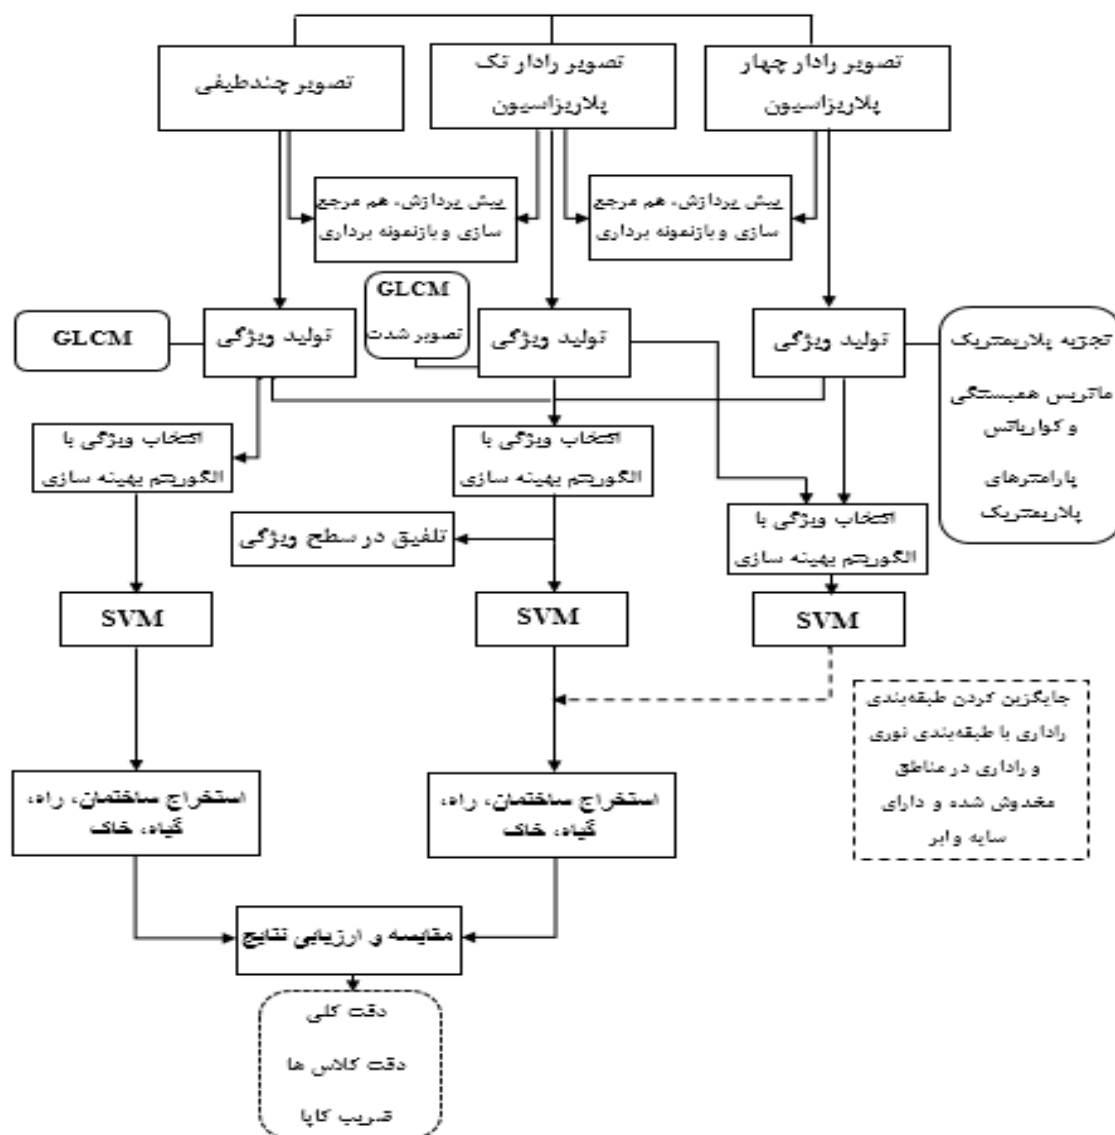 تصویر رادار چهار
پلاریزاسیون
تصویر رادار تک
پلاریزاسیون
تصویر چندطیفی
پیش پردازش، هم مرجع
سازی و بازنمونه برداری
پیش پردازش، هم مرجع
سازی و بازنمونه برداری
تجزیه پلاریمتریک
ماتریس همبستگی
و کواریانس
پارامترهای
پلاریمتریک
تولید ویژگی
تولید ویژگی
GLCM
تصویر شدت
تولید ویژگی
GLCM
انتخاب ویژگی با
الگوریتم بهینه سازی
انتخاب ویژگی با
الگوریتم بهینه سازی
انتخاب ویژگی با
الگوریتم بهینه سازی
تلفیق در سطح ویژگی
SVM
SVM
SVM
جایگزین کردن طبقه‌بندی
راداری با طبقه‌بندی نوری
و راداری در مناطق
مخدوش شده و دارای
سایه و ابر
استخراج ساختمان، راه،
گیاه، خاک
استخراج ساختمان، راه،
گیاه، خاک
مقایسه و ارزیابی نتایج
دقت کلی
دقت کلاس ها
ضریب کاپا